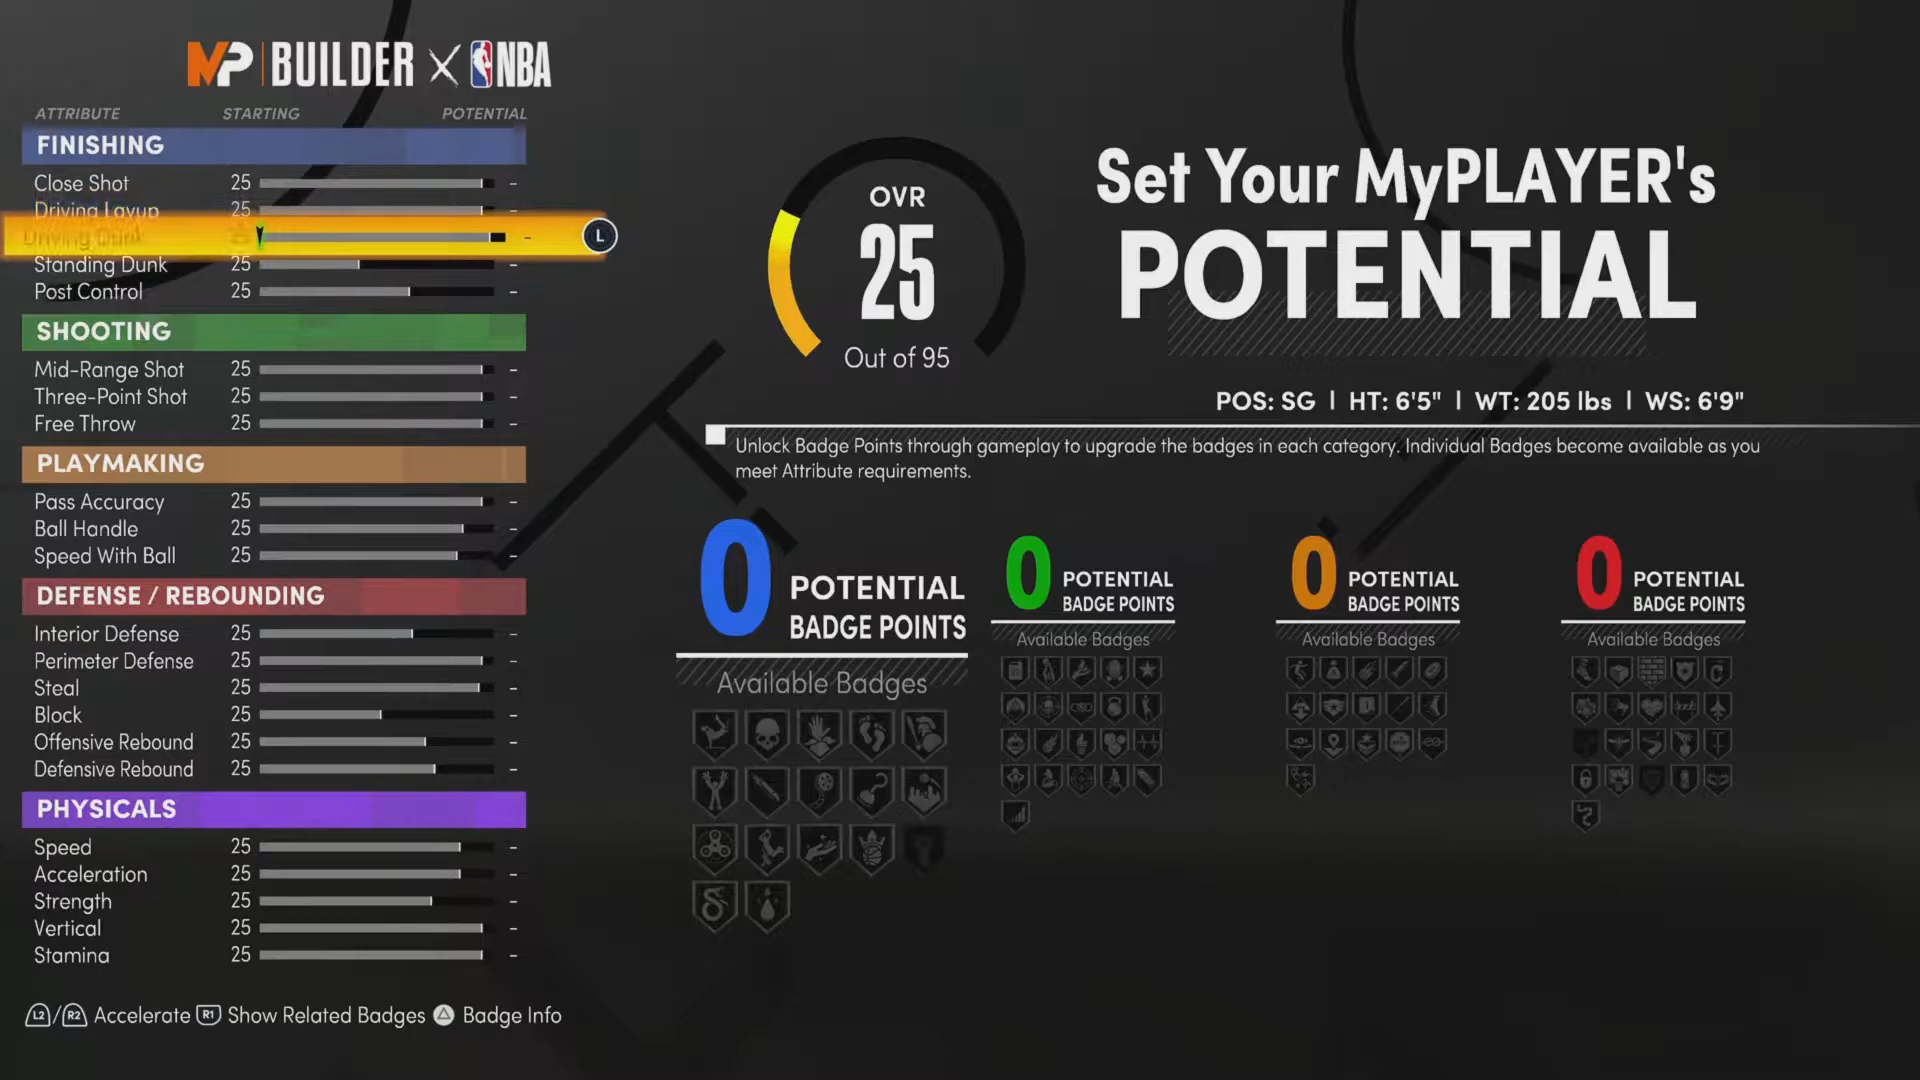 MP BUILDER X NBA
ATTRIBUTE STARTING POTENTIAL
FINISHING
Close Shot 25 -
Driving Layup 25
Driving Dunk - L
Standing Dunk 25 -
Post Control 25 -
SHOOTING
Mid-Range Shot 25 -
Three-Point Shot 25 -
Free Throw 25 -
PLAYMAKING
Pass Accuracy 25 -
Ball Handle 25 -
Speed With Ball 25 -
DEFENSE / REBOUNDING
Interior Defense 25 -
Perimeter Defense 25 -
Steal 25 -
Block 25 -
Offensive Rebound 25 -
Defensive Rebound 25 -
PHYSICALS
Speed 25 -
Acceleration 25 -
Strength 25 -
Vertical 25 -
Stamina 25 -
L2/R2 Accelerate R1 Show Related Badges Badge Info
OVR
25
Out of 95
Set Your MyPLAYER's
POTENTIAL
POS: SG | HT: 6'5" | WT: 205 lbs | WS: 6'9"
Unlock Badge Points through gameplay to upgrade the badges in each category. Individual Badges become available as you
meet Attribute requirements.
0 POTENTIAL
BADGE POINTS
Available Badges
0 POTENTIAL
BADGE POINTS
Available Badges
0 POTENTIAL
BADGE POINTS
Available Badges
0 POTENTIAL
BADGE POINTS
Available Badges